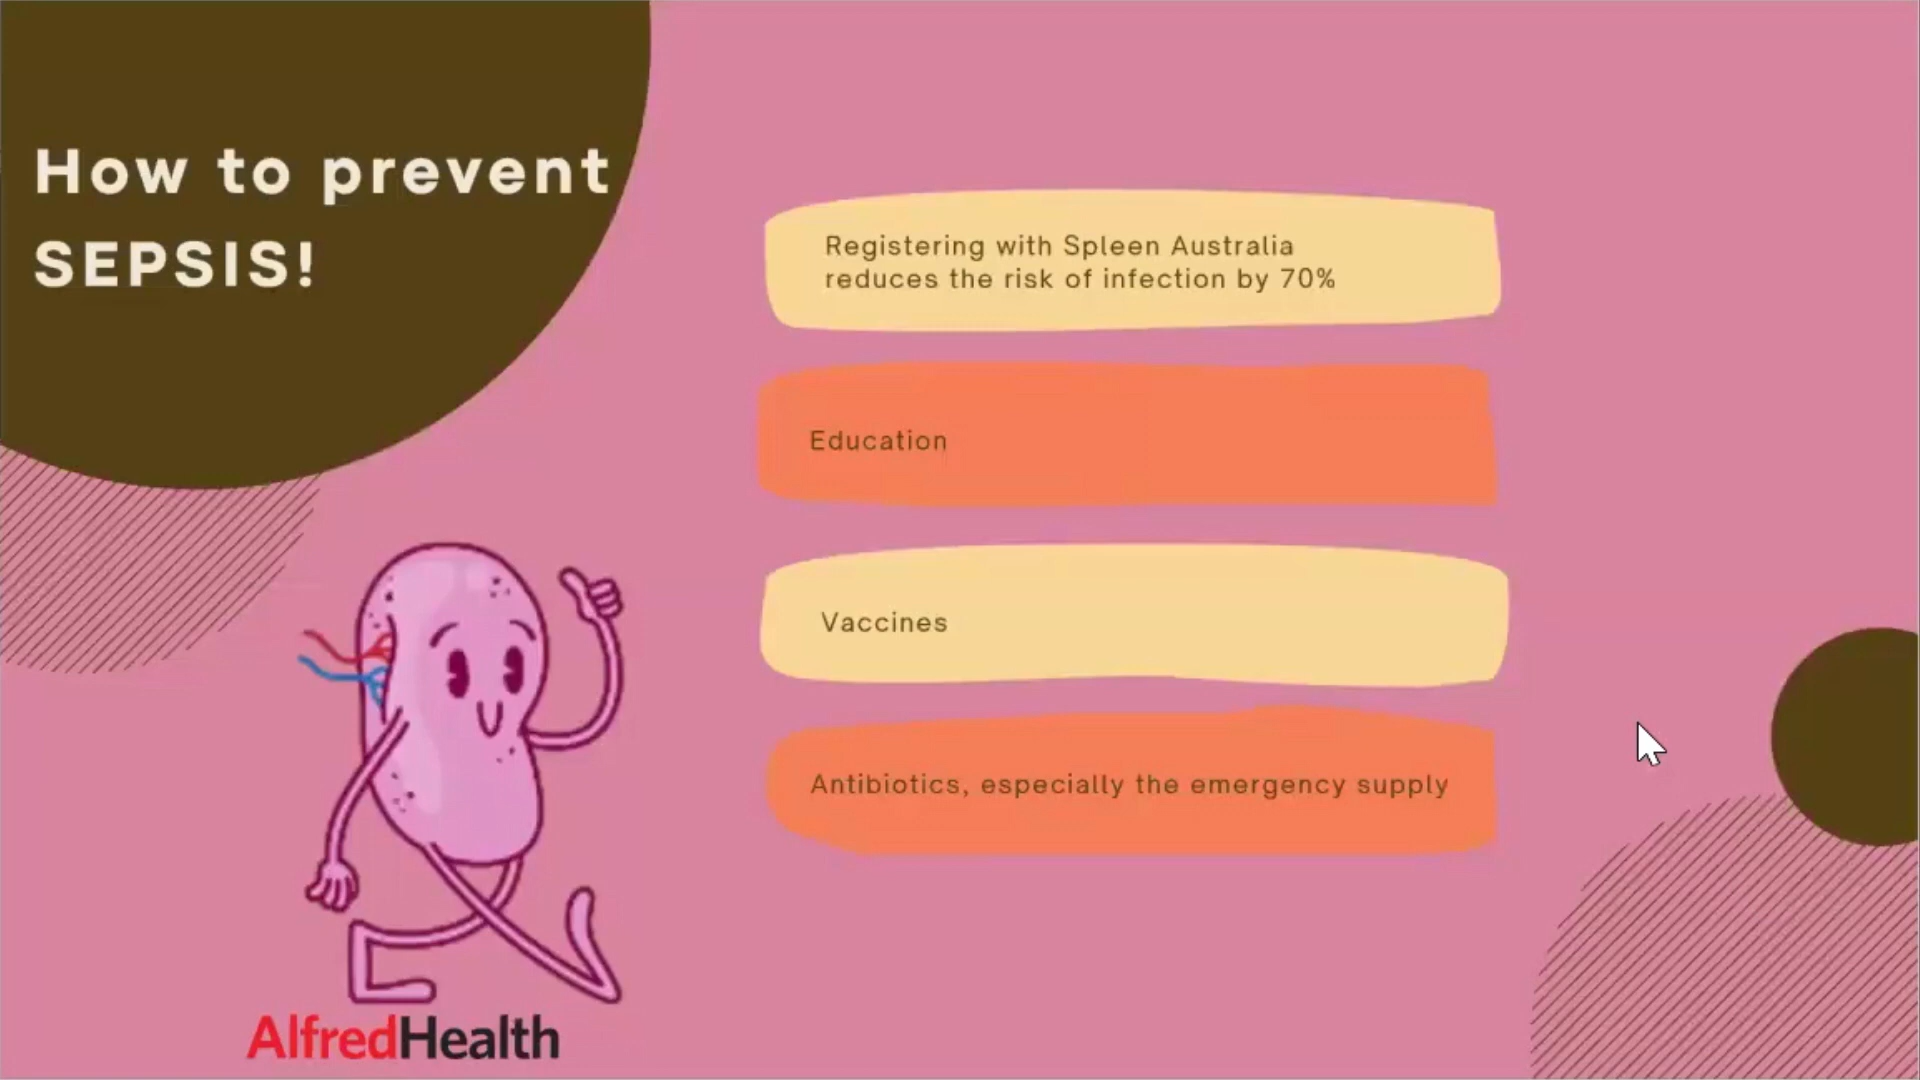 How to prevent
SEPSIS!
Registering with Spleen Australia
reduces the risk of infection by 70%
Education
Vaccines
Antibiotics, especially the emergency supply
AlfredHealth